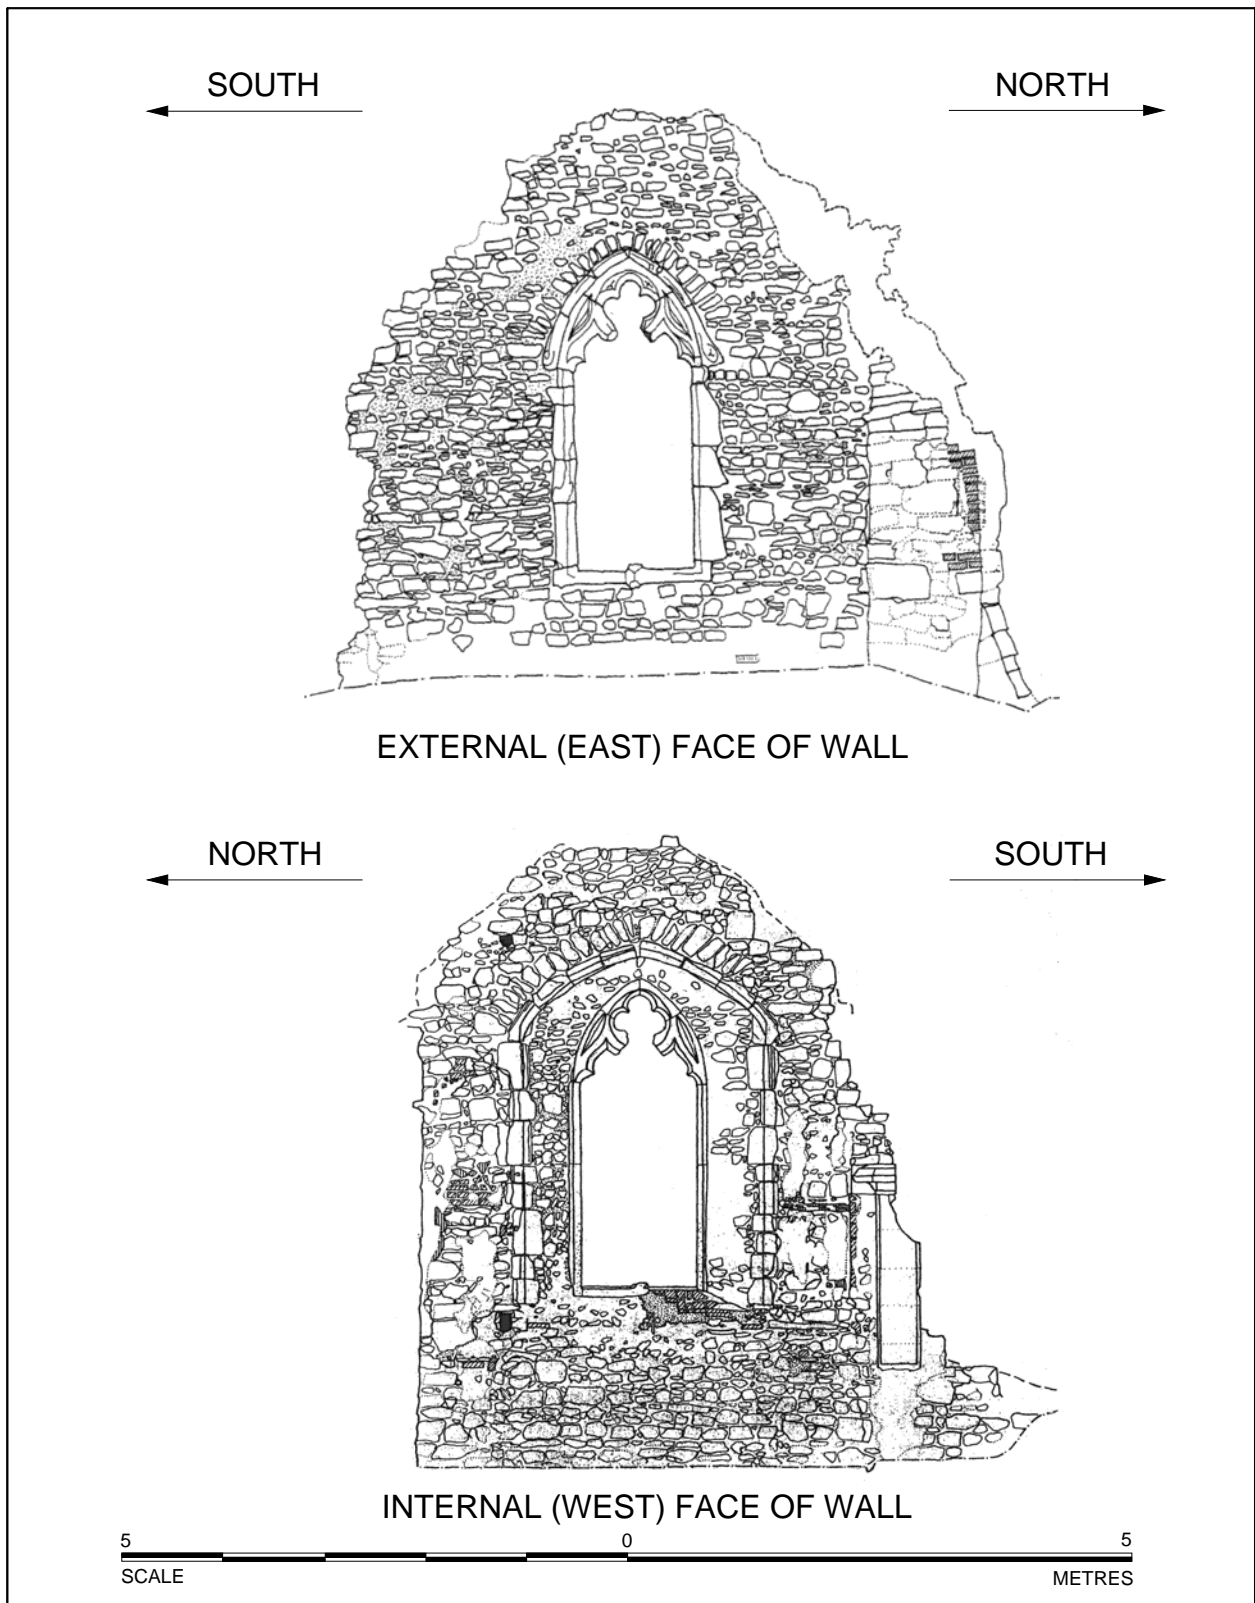 SOUTH
NORTH
EXTERNAL (EAST) FACE OF WALL
NORTH
SOUTH
INTERNAL (WEST) FACE OF WALL
5 0 5
SCALE METRES